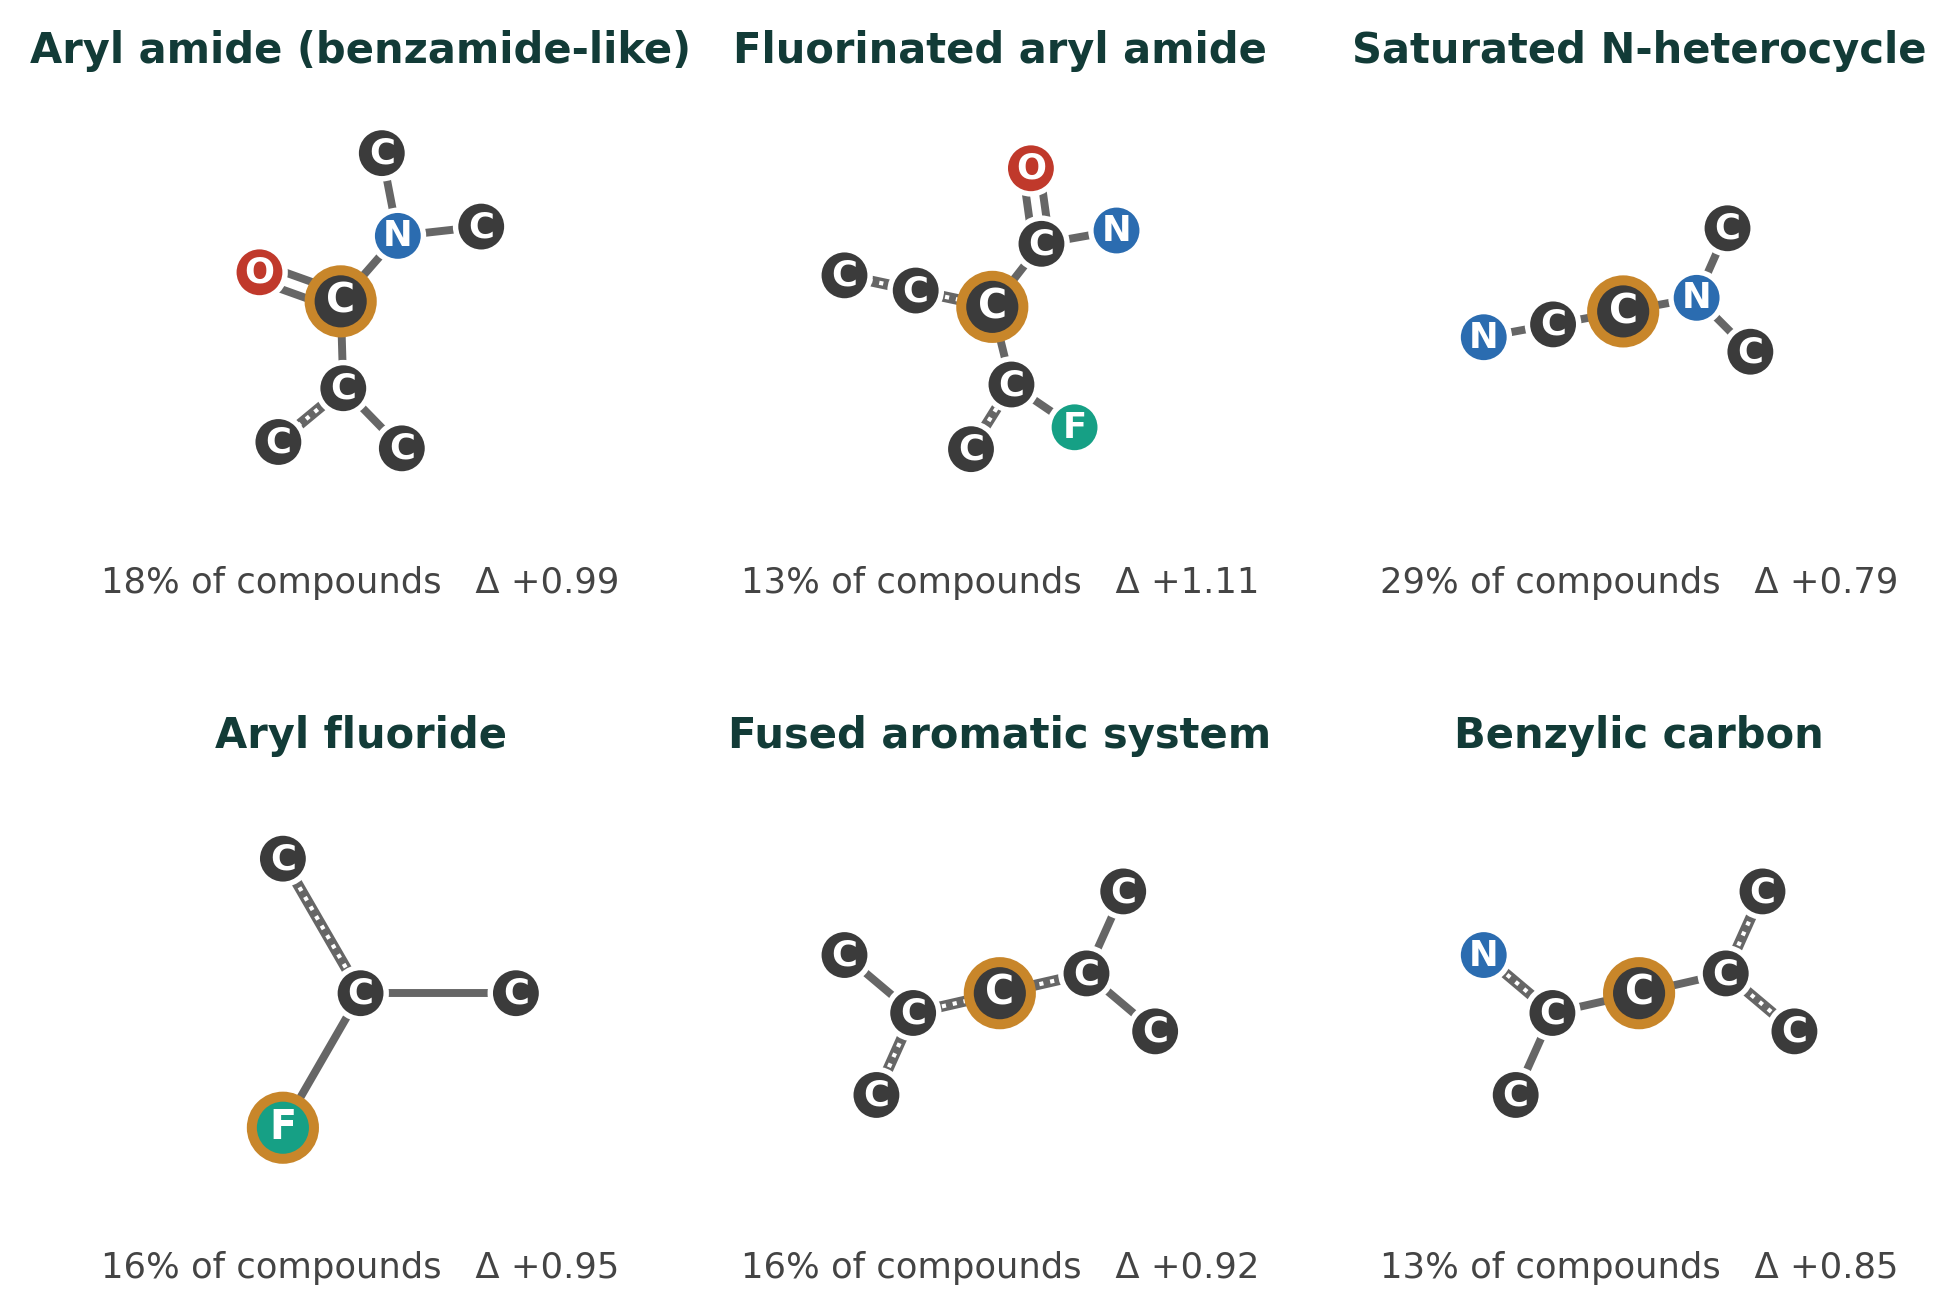 Aryl amide (benzamide-like) Fluorinated aryl amide Saturated N-heterocycle
C
O
C
N
N
C
C
N
C
O
C
C
C
C
N
C
C
C
N
C
C
C
C
F
C
C
18% of compounds Δ +0.99 13% of compounds Δ +1.11 29% of compounds Δ +0.79
Aryl fluoride Fused aromatic system Benzylic carbon
C
C
C
C
N
C
C
C
C
C
C
C
C
C
C
C
C
C
F
16% of compounds Δ +0.95 16% of compounds Δ +0.92 13% of compounds Δ +0.85